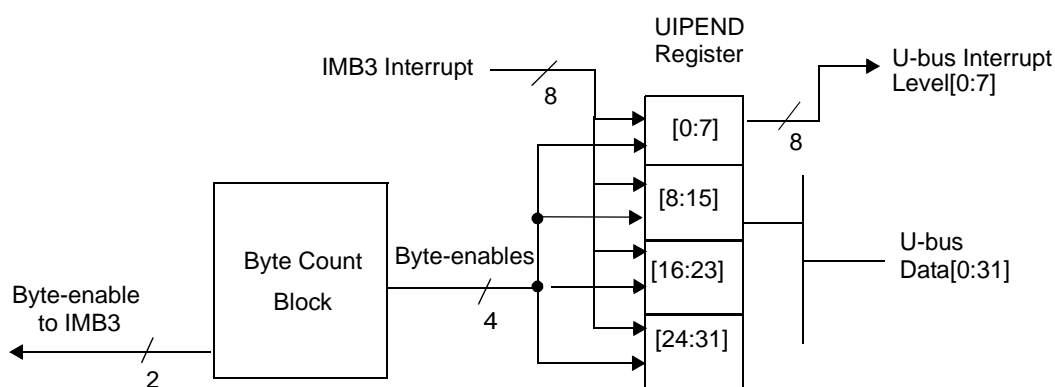 UIPEND
Register
IMB3 Interrupt
8
U-bus Interrupt
Level[0:7]
8
[0:7]
[8:15]
[16:23]
[24:31]
U-bus
Data[0:31]
Byte Count
Block
Byte-enables
4
Byte-enable
to IMB3
2